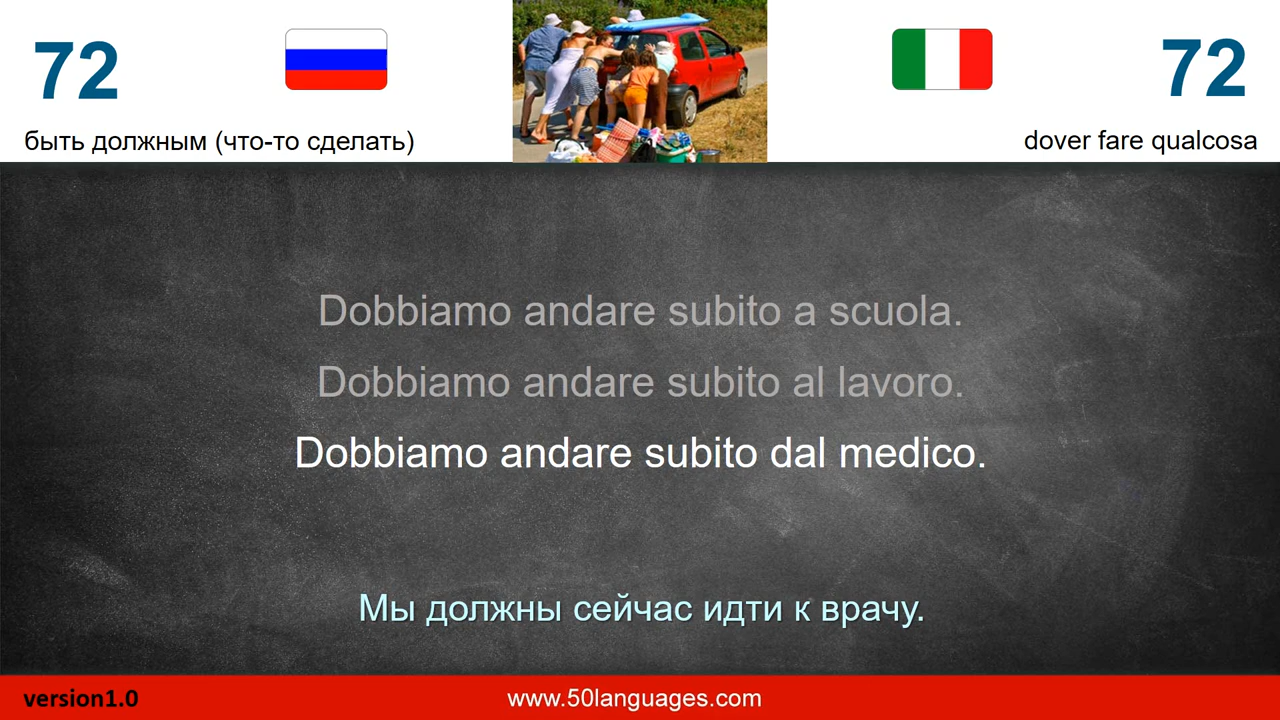 72
72
быть должным (что-то сделать)
dover fare qualcosa
Dobbiamo andare subito a scuola.
Dobbiamo andare subito al lavoro.
Dobbiamo andare subito dal medico.
Мы должны сейчас идти к врачу.
version1.0
www.50languages.com